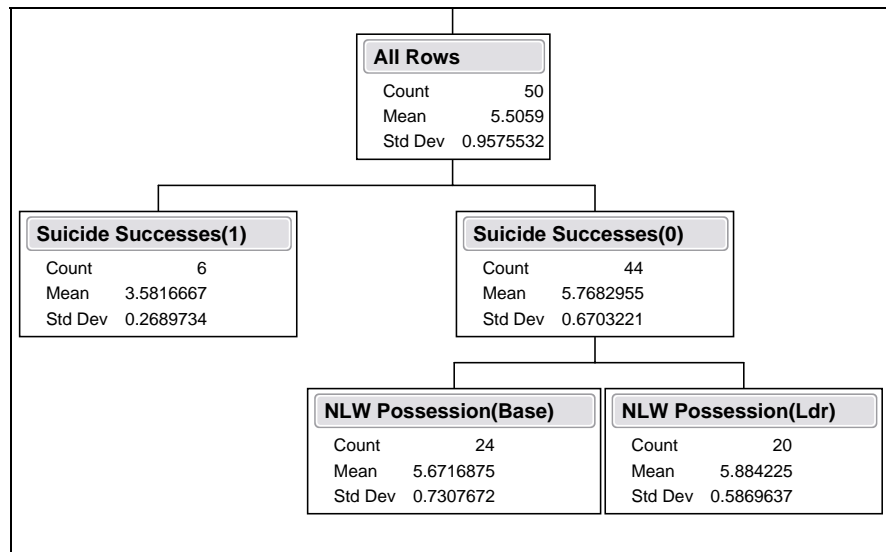 All Rows
Count 50
Mean 5.5059
Std Dev 0.9575532
Suicide Successes(1)
Count 6
Mean 3.5816667
Std Dev 0.2689734
Suicide Successes(0)
Count 44
Mean 5.7682955
Std Dev 0.6703221
NLW Possession(Base)
Count 24
Mean 5.6716875
Std Dev 0.7307672
NLW Possession(Ldr)
Count 20
Mean 5.884225
Std Dev 0.5869637